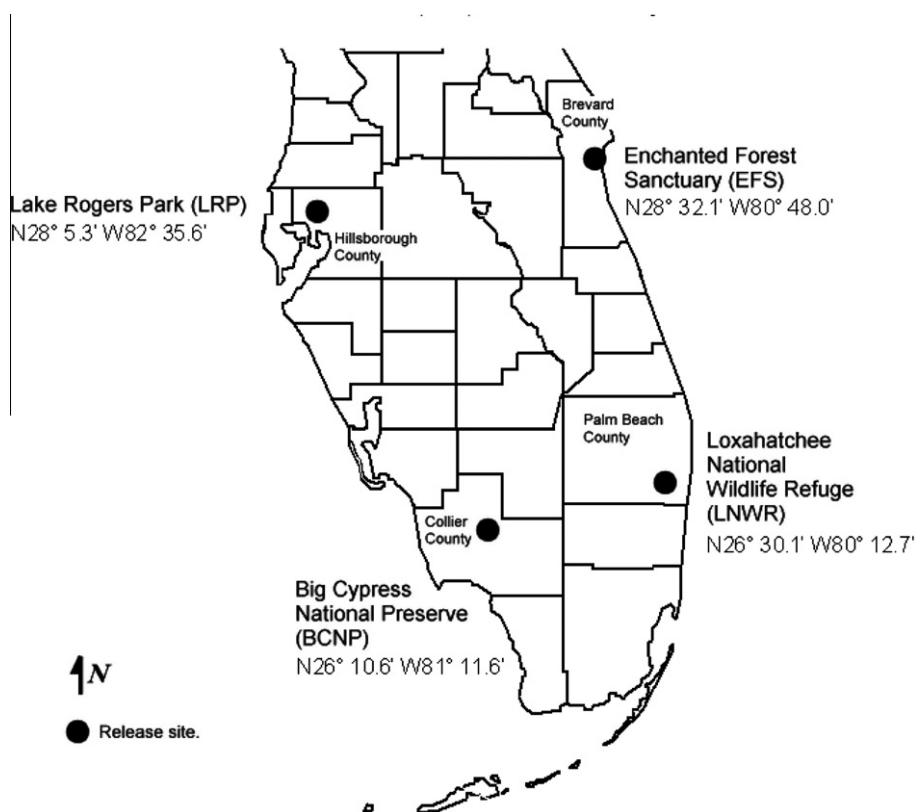 Brevard
County
Enchanted Forest
Sanctuary (EFS)
N28° 32.1' W80° 48.0'
Lake Rogers Park (LRP)
N28° 5.3' W82° 35.6'
Hillsborough
County
Palm Beach
County
Loxahatchee
National
Wildlife Refuge
(LNWR)
N26° 30.1' W80° 12.7'
Collier
County
Big Cypress
National Preserve
(BCNP)
N26° 10.6' W81° 11.6'
N
Release site.